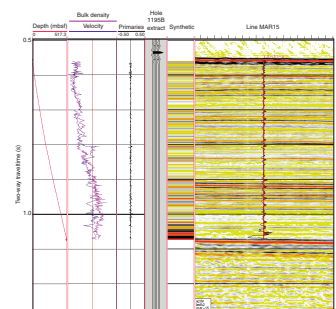 Bulk density
Hole
1195B
extract
Depth (mbsf)
Velocity
Primaries
Synthetic
Line MAR15
0
517.3
-0.50
0.50
0.5
Two-way traveltime (s)
1.0